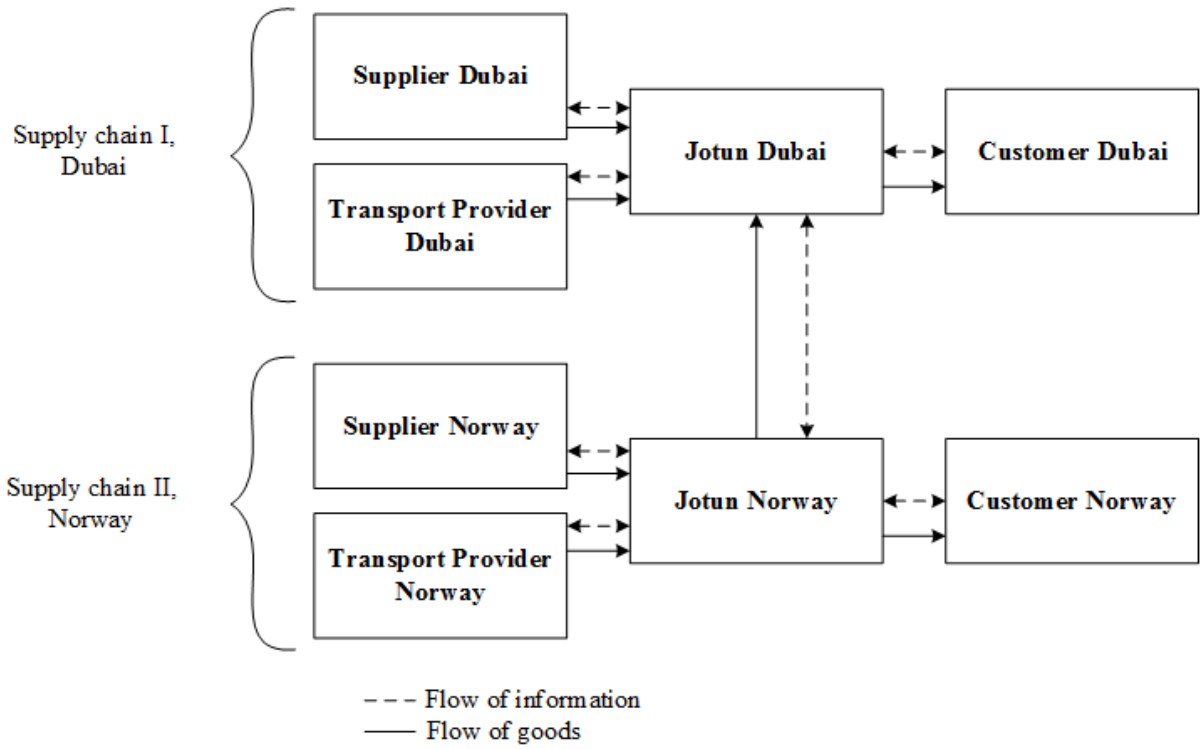 Supply chain I,
Dubai
Supplier Dubai
Transport Provider
Dubai
Jotun Dubai
Customer Dubai
Supply chain II,
Norway
Supplier Norway
Transport Provider
Norway
Jotun Norway
Customer Norway
Flow of information
Flow of goods